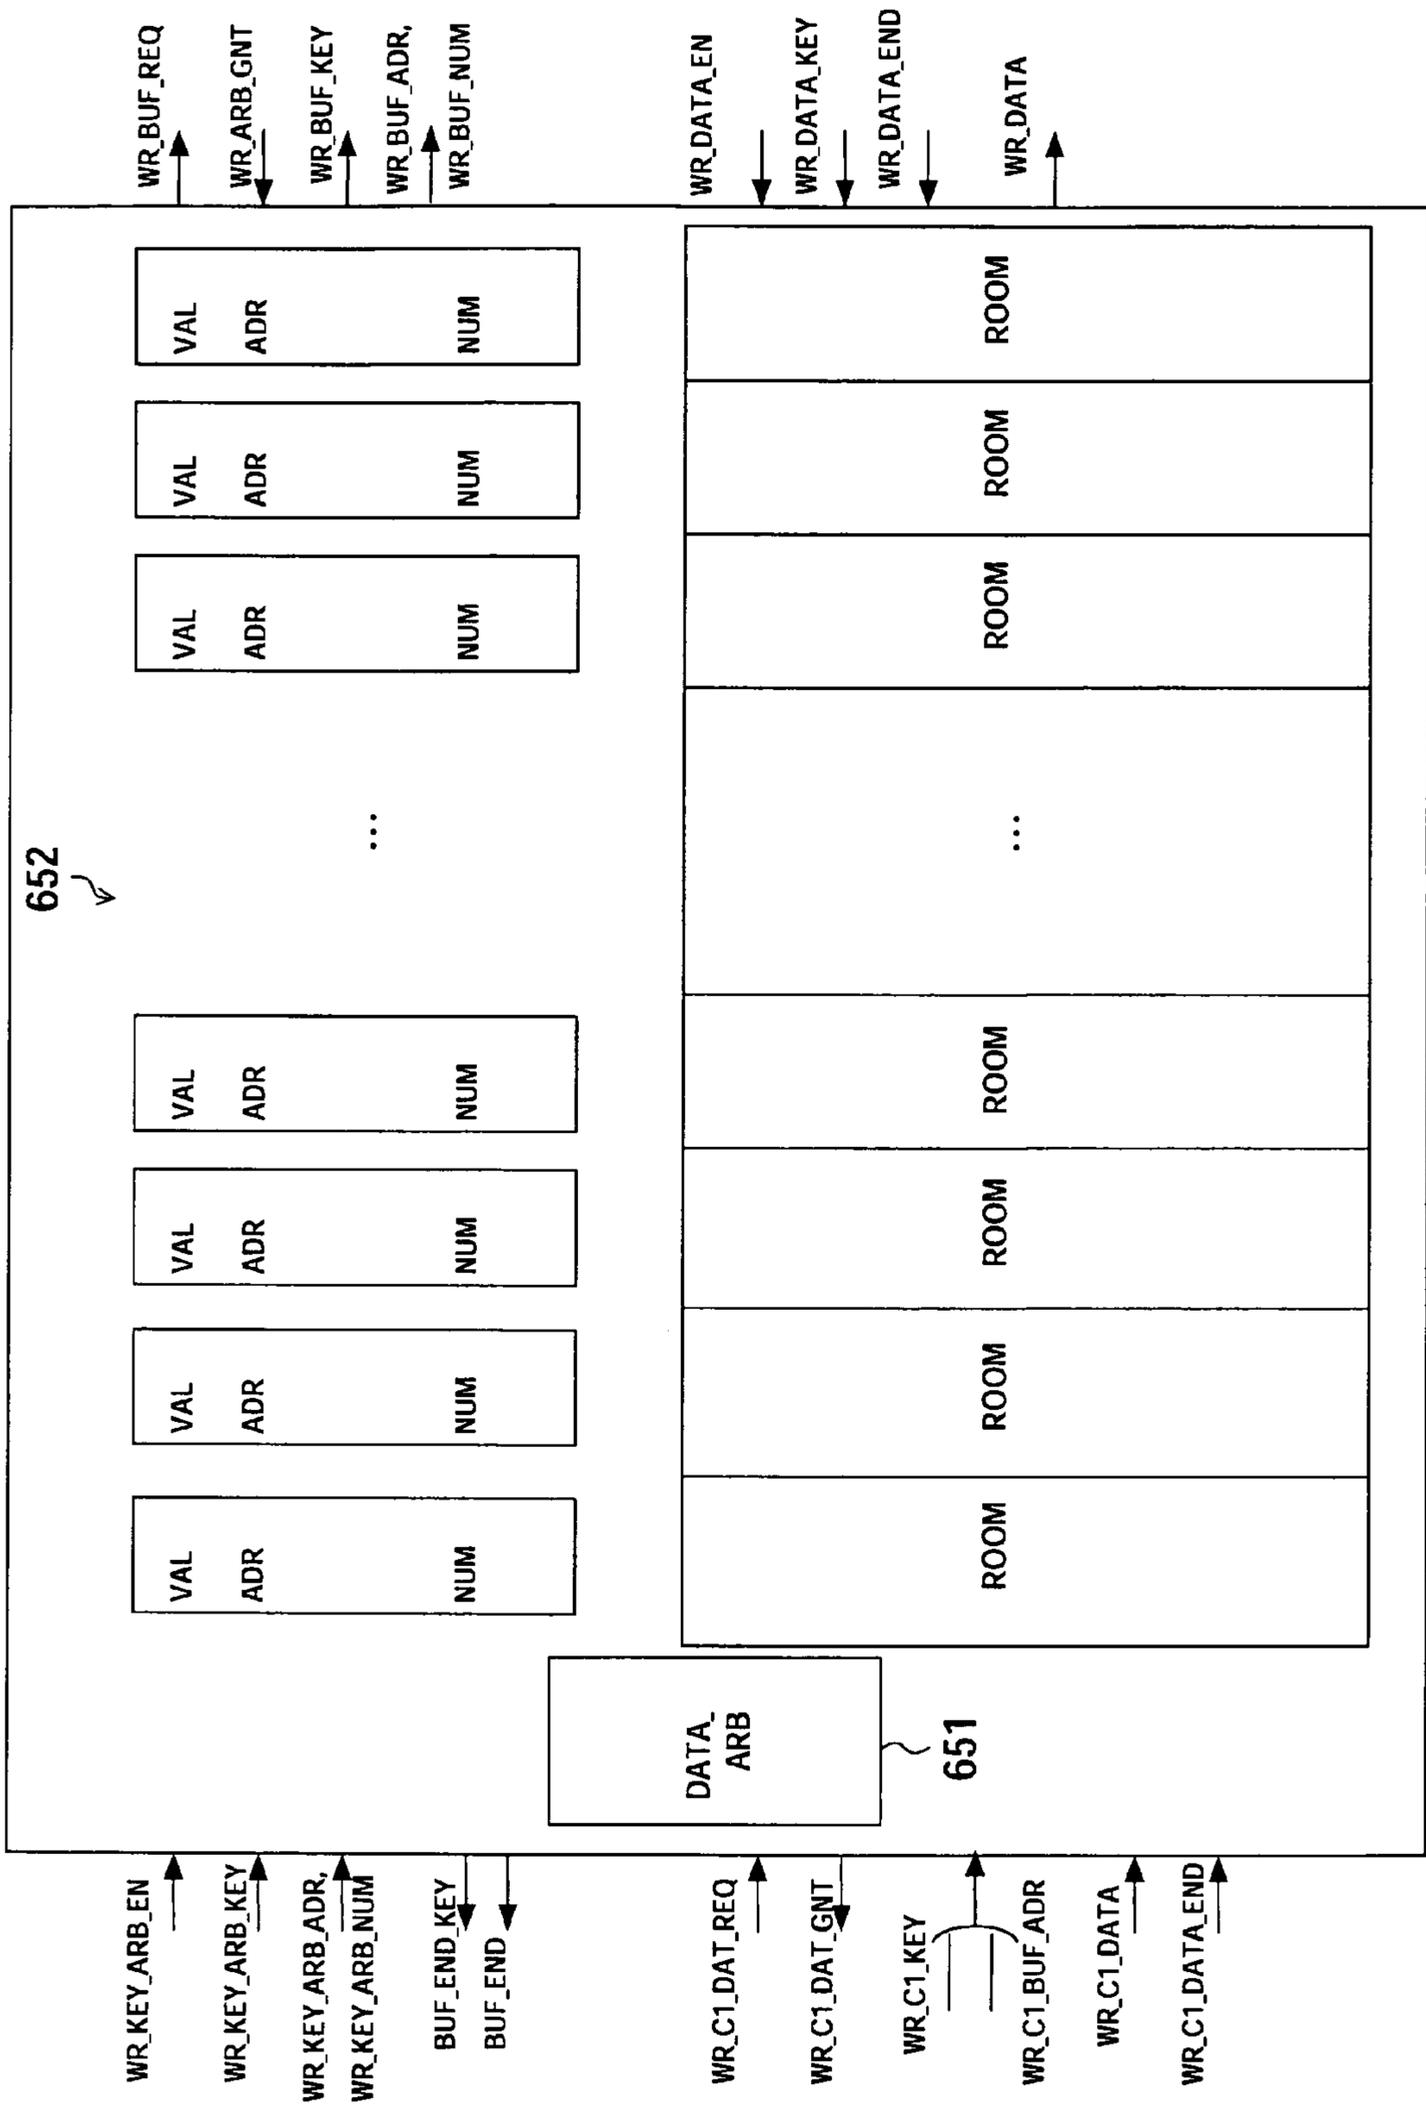 652
WR_KEY_ARB_EN
WR_KEY_ARB_KEY
WR_KEY_ARB_ADR,
WR_KEY_ARB_NUM
BUF_END_KEY
BUF_END
WR_C1_DAT_REQ
WR_C1_DAT_GNT
WR_C1_KEY
WR_C1_BUF_ADR
WR_C1_DATA
WR_C1_DATA_END
DATA_
ARB
651
VAL
ADR
NUM
VAL
ADR
NUM
VAL
ADR
NUM
VAL
ADR
NUM
...
VAL
ADR
NUM
VAL
ADR
NUM
VAL
ADR
NUM
ROOM
ROOM
ROOM
ROOM
...
ROOM
ROOM
ROOM
WR_BUF_REQ
WR_ARB_GNT
WR_BUF_KEY
WR_BUF_ADR,
WR_BUF_NUM
WR_DATA_EN
WR_DATA_KEY
WR_DATA_END
WR_DATA